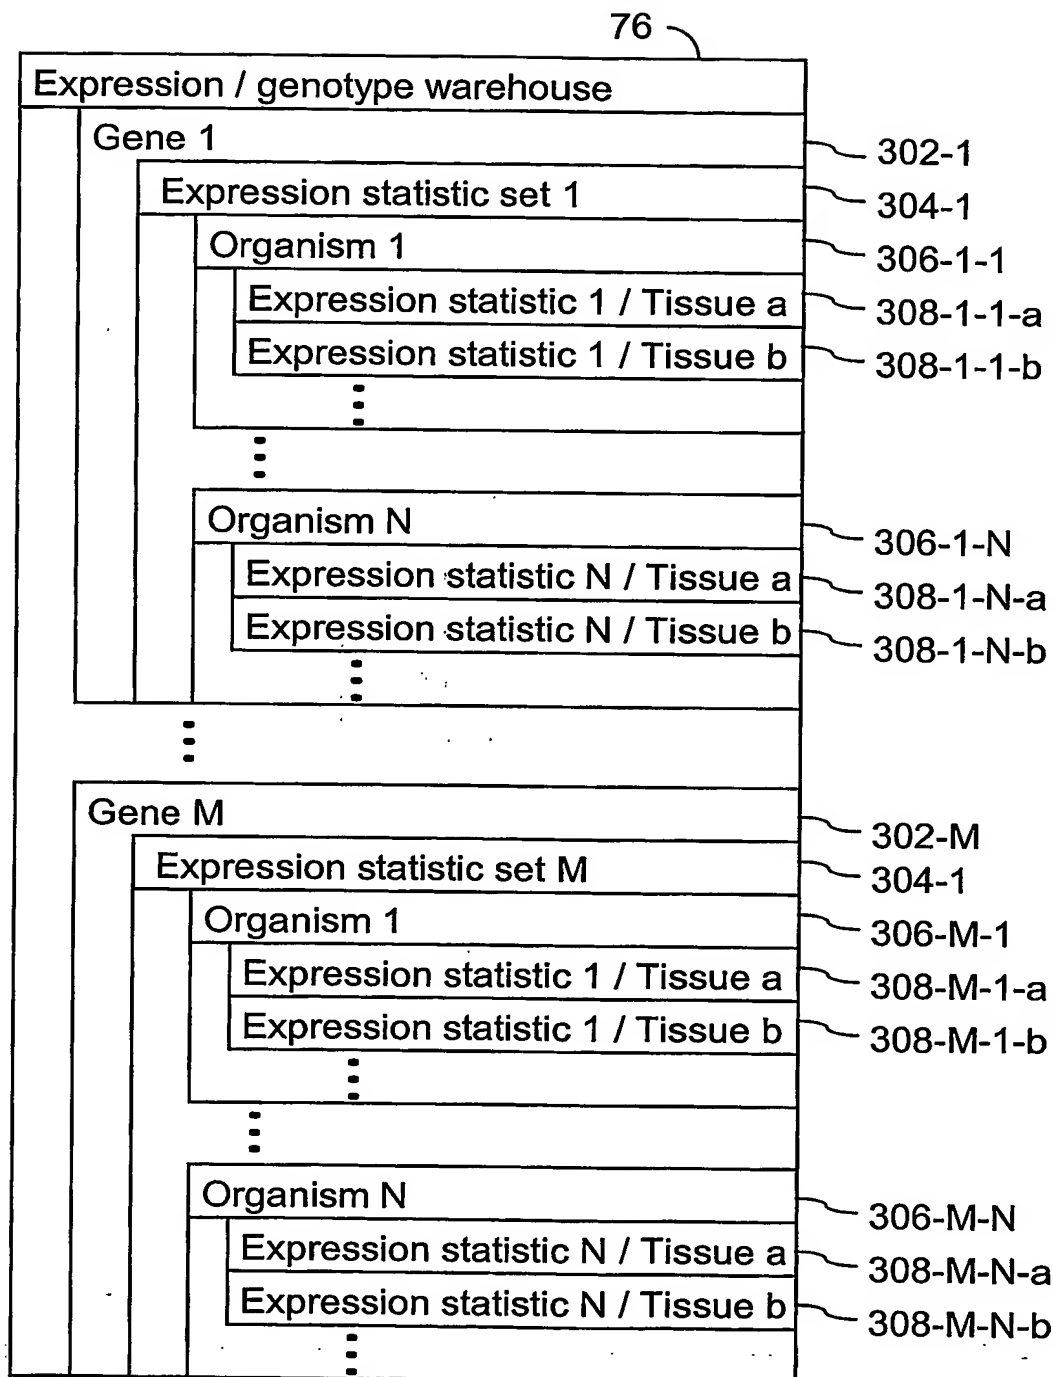 76
Expression / genotype warehouse
Gene 1
302-1
Expression statistic set 1
304-1
Organism 1
306-1-1
Expression statistic 1 / Tissue a
308-1-1-a
Expression statistic 1 / Tissue b
308-1-1-b
Organism N
306-1-N
Expression statistic N / Tissue a
308-1-N-a
Expression statistic N / Tissue b
308-1-N-b
Gene M
302-M
Expression statistic set M
304-1
Organism 1
306-M-1
Expression statistic 1 / Tissue a
308-M-1-a
Expression statistic 1 / Tissue b
308-M-1-b
Organism N
306-M-N
Expression statistic N / Tissue a
308-M-N-a
Expression statistic N / Tissue b
308-M-N-b